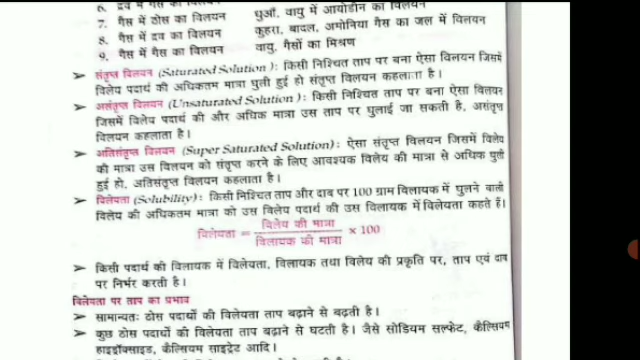 6. द्रव में गैस का विलयन
7. गैस में ठोस का विलयन धुआँ, वायु में आयोडीन का विलयन
8. गैस में द्रव का विलयन कुहरा, बादल, अमोनिया गैस का जल में विलयन
9. गैस में गैस का विलयन वायु, गैसों का मिश्रण
➢ संतृप्त विलयन (Saturated Solution) : किसी निश्चित ताप पर बना ऐसा विलयन जिसमें
विलेय पदार्थ की अधिकतम मात्रा घुली हुई हो संतृप्त विलयन कहलाता है।
➢ असंतृप्त विलयन (Unsaturated Solution) : किसी निश्चित ताप पर बना ऐसा विलयन
जिसमें विलेय पदार्थ की और अधिक मात्रा उस ताप पर घुलाई जा सकती है, असंतृप्त
विलयन कहलाता है।
➢ अतिसंतृप्त विलयन (Super Saturated Solution) : ऐसा संतृप्त विलयन जिसमें विलेय
की मात्रा उस विलयन को संतृप्त करने के लिए आवश्यक विलेय की मात्रा से अधिक घुली
हुई हो, अतिसंतृप्त विलयन कहलाता है।
➢ विलेयता (Solubility) : किसी निश्चित ताप और दाब पर 100 ग्राम विलायक में घुलने वाली
विलेय की अधिकतम मात्रा को उस विलेय पदार्थ की उस विलायक में विलेयता कहते हैं।
विलेयता = विलेय की मात्रा / विलायक की मात्रा × 100
➢ किसी पदार्थ की विलायक में विलेयता, विलायक तथा विलेय की प्रकृति पर, ताप एवं दाब
पर निर्भर करती है।
विलेयता पर ताप का प्रभाव
➢ सामान्यतः ठोस पदार्थों की विलेयता ताप बढ़ाने से बढ़ती है।
➢ कुछ ठोस पदार्थों की विलेयता ताप बढ़ाने से घटती है। जैसे सोडियम सल्फेट, कैल्सियम
हाइड्रॉक्साइड, कैल्सियम साइट्रेट आदि।